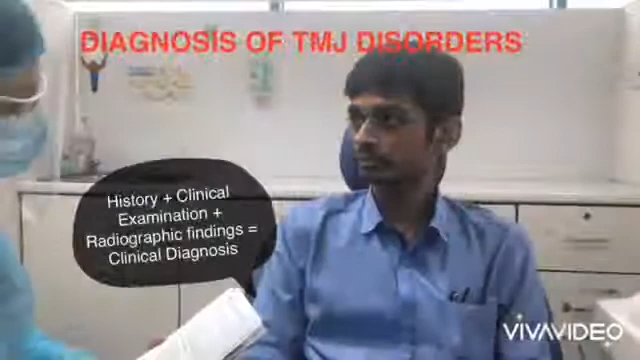 DIAGNOSIS OF TMJ DISORDERS
History + Clinical
Examination +
Radiographic findings =
Clinical Diagnosis
VIVAVIDEO